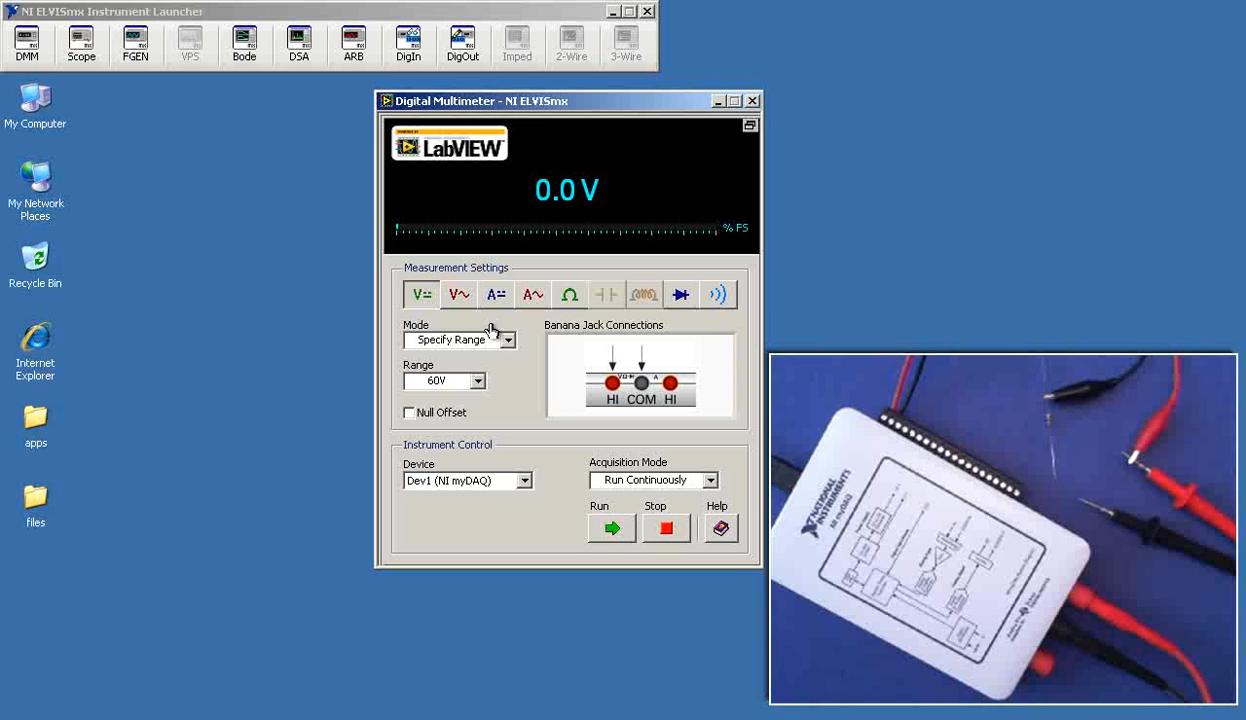 NI ELVISmx Instrument Launcher
DMM Scope FGEN VPS Bode DSA ARB DigIn DigOut Imped 2-Wire 3-Wire
My Computer
My Network
Places
Recycle Bin
Internet
Explorer
apps
files
Digital Multimeter - NI ELVISmx
LabVIEW
0.0 V
% FS
Measurement Settings
V V A A
Mode
Specify Range
Range
60V
Null Offset
Banana Jack Connections
HI COM HI
Instrument Control
Device
Dev1 (NI myDAQ)
Acquisition Mode
Run Continuously
Run Stop Help
NATIONAL
INSTRUMENTS
NI myDAQ